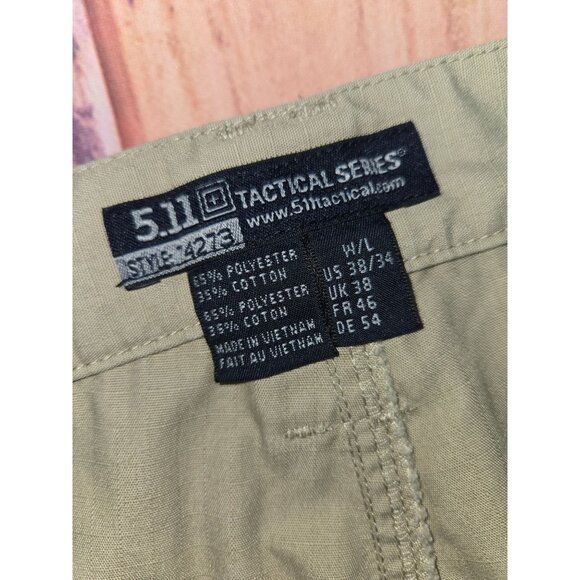 5.11 TACTICAL SERIES®
www.511tactical.com
STYLE: 4273
65% POLYESTER
35% COTTON
65% POLYESTER
35% COTON
MADE IN VIETNAM
FAIT AU VIETNAM
W/L
US 38/34
UK 38
FR 46
DE 54